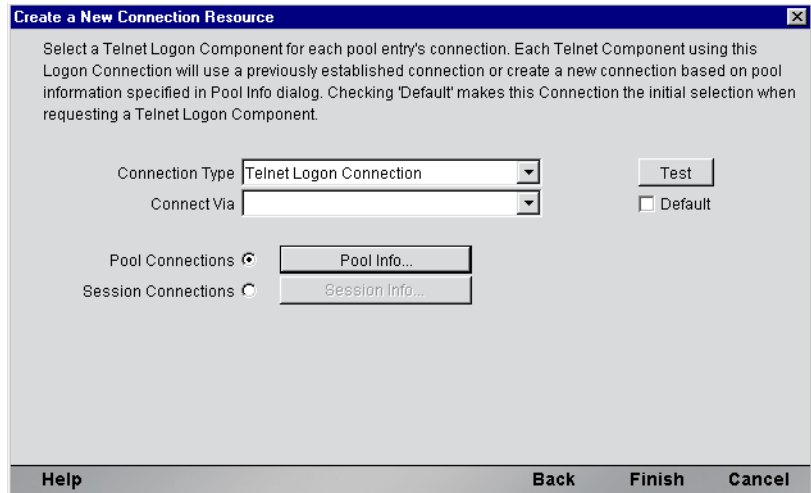 Create a New Connection Resource
Select a Telnet Logon Component for each pool entry's connection. Each Telnet Component using this
Logon Connection will use a previously established connection or create a new connection based on pool
information specified in Pool Info dialog. Checking 'Default' makes this Connection the initial selection when
requesting a Telnet Logon Component.
Connection Type Telnet Logon Connection Test
Connect Via Default
Pool Connections Pool Info...
Session Connections Session Info...
Help Back Finish Cancel